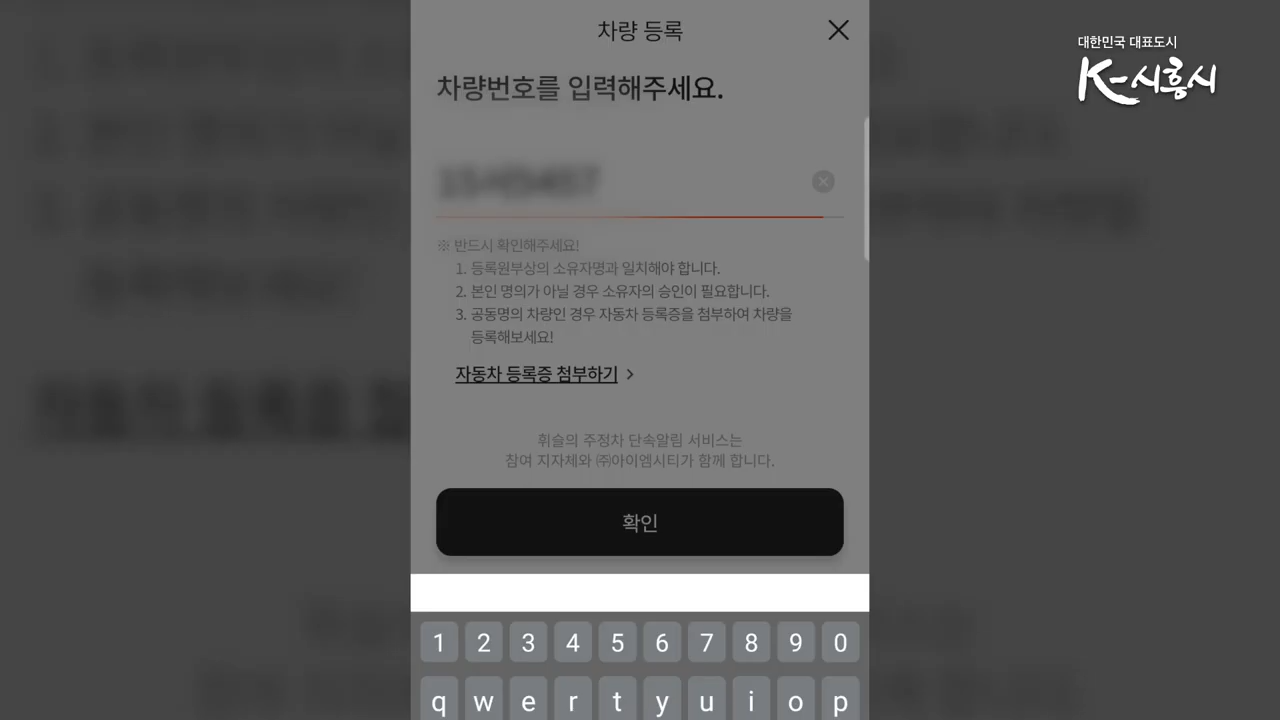 차량 등록
대한민국 대표도시
K-시흥시
차량번호를 입력해주세요.
※ 반드시 확인해주세요!
1. 등록원부상의 소유자명과 일치해야 합니다.
2. 본인 명의가 아닐 경우 소유자의 승인이 필요합니다.
3. 공동명의 차량인 경우 자동차 등록증을 첨부하여 차량을
등록해보세요!
자동차 등록증 첨부하기 >
휘슬의 주정차 단속알림 서비스는
참여 지자체와 ㈜아이엠시티가 함께 합니다.
확인
1 2 3 4 5 6 7 8 9 0
q w e r t y u i o p